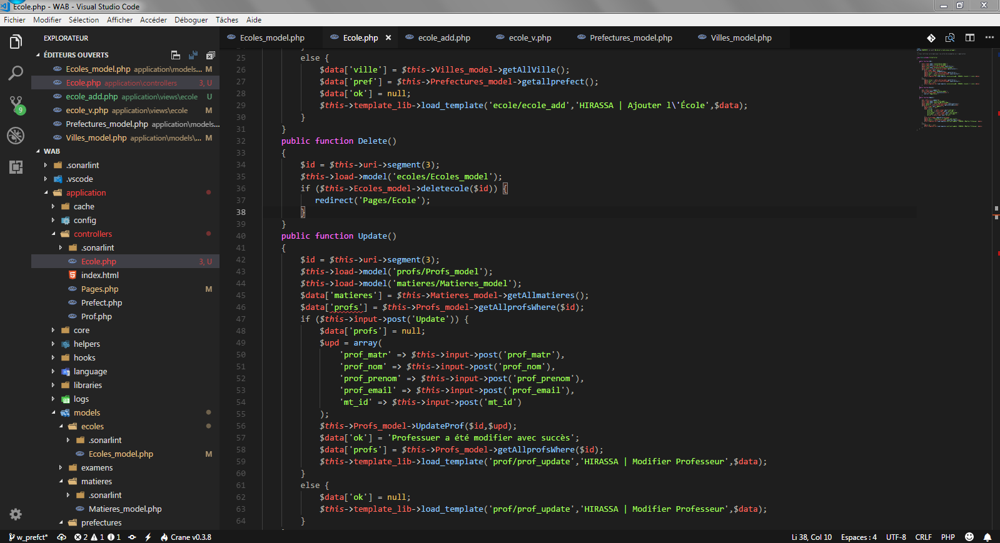 Ecole.php - WAB - Visual Studio Code
Fichier Modifier Sélection Afficher Accéder Déboguer Tâches Aide
EXPLORATEUR
ÉDITEURS OUVERTS
Ecoles_model.php application\models... M
Ecole.php application\controllers 3, U
ecole_add.php application\views\ecole U
ecole_v.php application\views\ecole M
Prefectures_model.php application\models...
Villes_model.php application\models\... M
WAB
.sonarlint
.vscode
application
cache
config
controllers
.sonarlint
Ecole.php 3, U
index.html
Pages.php M
Prefect.php
Prof.php
core
helpers
hooks
language
libraries
logs
models
ecoles
.sonarlint
Ecoles_model.php M
examens
matieres
.sonarlint
Matieres_model.php
prefectures
9
Ecoles_model.php Ecole.php ecole_add.php ecole_v.php Prefectures_model.php Villes_model.php
25 else {
26 $data['ville'] = $this->Villes_model->getAllVille();
27 $data['pref'] = $this->Prefectures_model->getallprefect();
28 $data['ok'] = null;
29 $this->template_lib->load_template('ecole/ecole_add','HIRASSA | Ajouter l\'École',$data);
30 }
31 }
32 public function Delete()
33 {
34 $id = $this->uri->segment(3);
35 $this->load->model('ecoles/Ecoles_model');
36 if ($this->Ecoles_model->deletecole($id)) {
37 redirect('Pages/Ecole');
38 }
39 }
40 public function Update()
41 {
42 $id = $this->uri->segment(3);
43 $this->load->model('profs/Profs_model');
44 $this->load->model('matieres/Matieres_model');
45 $data['matieres'] = $this->Matieres_model->getAllmatieres();
46 $data['profs'] = $this->Profs_model->getAllprofsWhere($id);
47 if ($this->input->post('Update')) {
48 $data['profs'] = null;
49 $upd = array(
50 'prof_matr' => $this->input->post('prof_matr'),
51 'prof_nom' => $this->input->post('prof_nom'),
52 'prof_prenom' => $this->input->post('prof_prenom'),
53 'prof_email' => $this->input->post('prof_email'),
54 'mt_id' => $this->input->post('mt_id')
55 );
56 $this->Profs_model->UpdateProf($id,$upd);
57 $data['ok'] = 'Professuer a été modifier avec succès';
58 $data['profs'] = $this->Profs_model->getAllprofsWhere($id);
59 $this->template_lib->load_template('prof/prof_update','HIRASSA | Modifier Professeur',$data);
60 }
61 else {
62 $data['ok'] = null;
63 $this->template_lib->load_template('prof/prof_update','HIRASSA | Modifier Professeur',$data);
64 }
w_prefct* 2 1 1 Crane v0.3.8 Li 38, Col 10 Espaces : 4 UTF-8 CRLF PHP